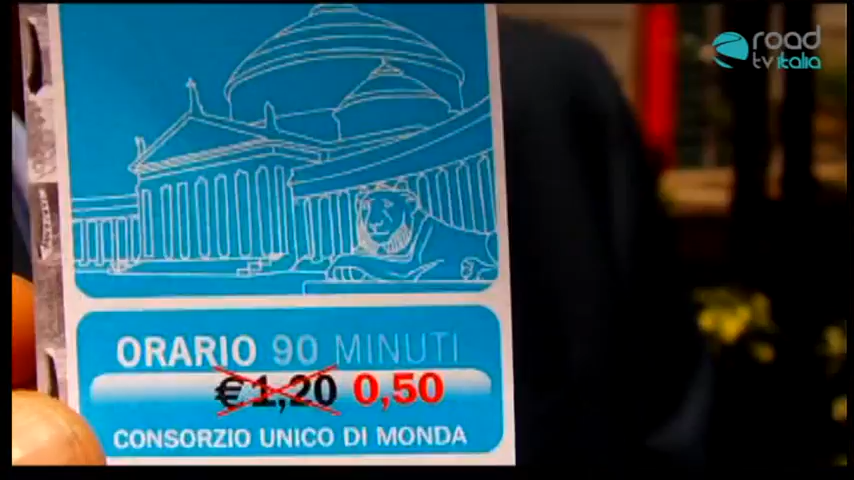 road
tv italia
ORARIO 90 MINUTI
€ 1,20 0,50
CONSORZIO UNICO DI MONDA